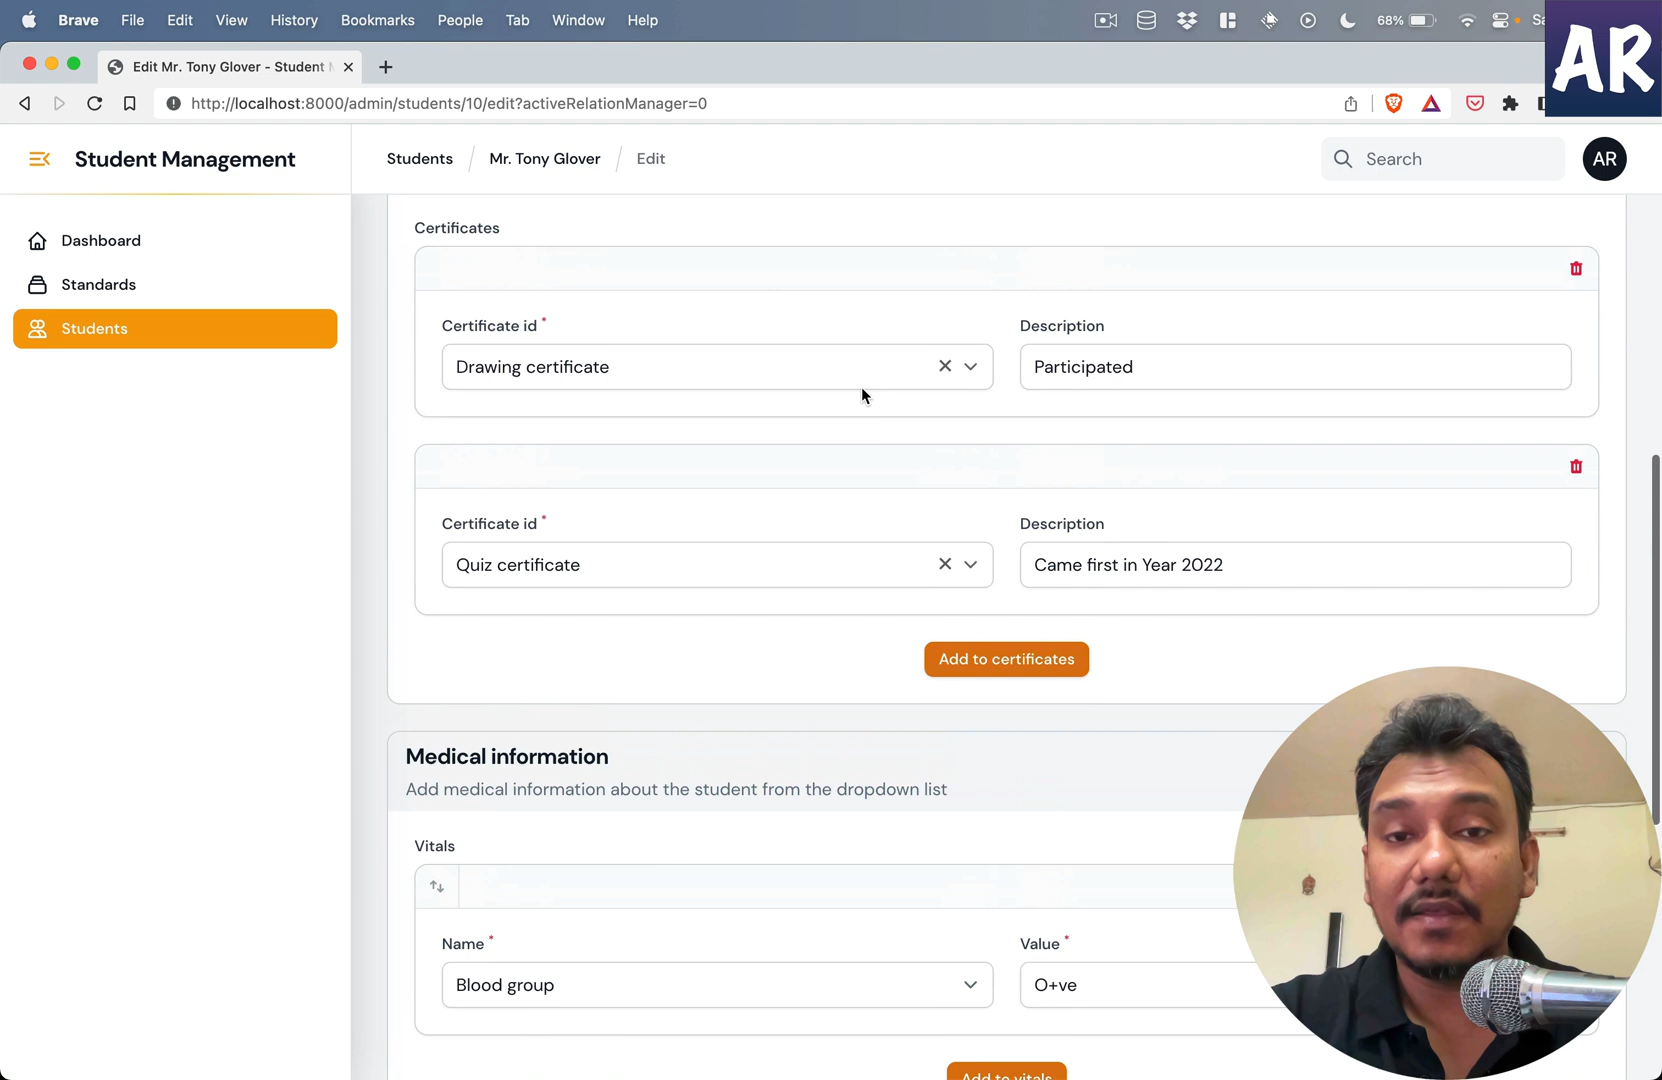 Brave File Edit View History Bookmarks People Tab Window Help 68% Sa
AR
Edit Mr. Tony Glover - Student
http://localhost:8000/admin/students/10/edit?activeRelationManager=0
Student Management
Students / Mr. Tony Glover / Edit
Search
AR
Dashboard
Standards
Students
Certificates
Certificate id *
Description
Drawing certificate
Participated
Certificate id *
Description
Quiz certificate
Came first in Year 2022
Add to certificates
Medical information
Add medical information about the student from the dropdown list
Vitals
Name *
Value *
Blood group
O+ve
Add to vitals